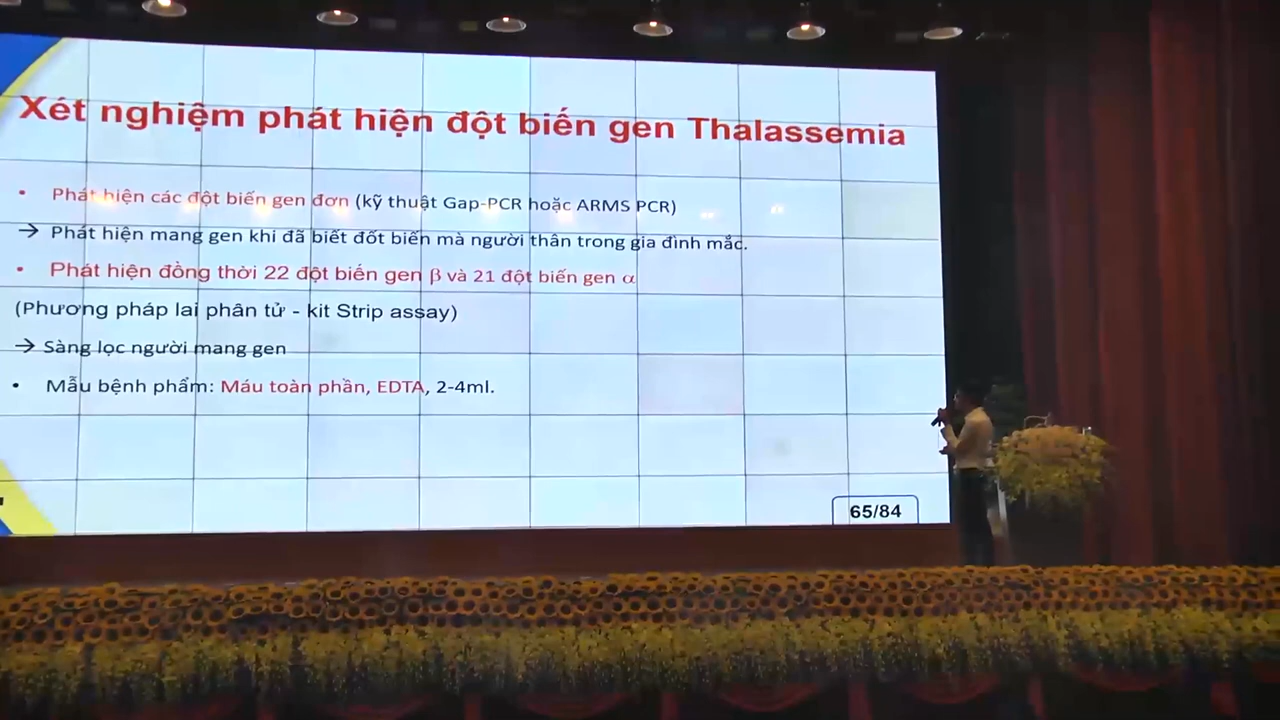 Xét nghiệm phát hiện đột biến gen Thalassemia
• Phát hiện các đột biến gen đơn (kỹ thuật Gap-PCR hoặc ARMS PCR)
→ Phát hiện mang gen khi đã biết đốt biến mà người thân trong gia đình mắc.
• Phát hiện đồng thời 22 đột biến gen β và 21 đột biến gen α
(Phương pháp lai phân tử - kit Strip assay)
→ Sàng lọc người mang gen
• Mẫu bệnh phẩm: Máu toàn phần, EDTA, 2-4ml.
65/84